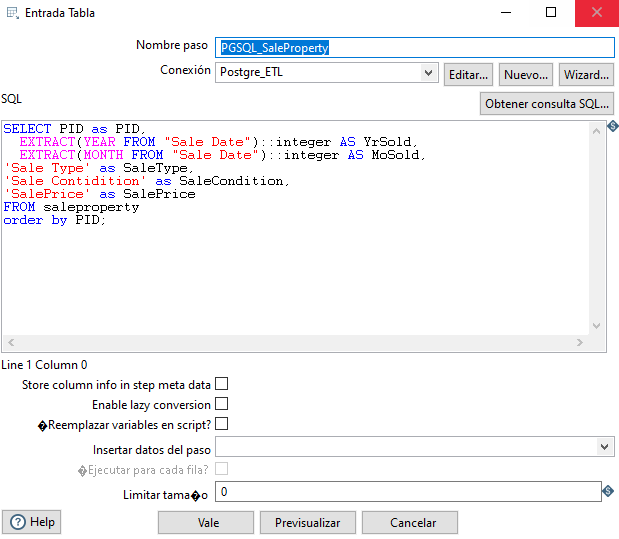 Entrada Tabla
Nombre paso PGSQL_SaleProperty
Conexión Postgre_ETL Editar... Nuevo... Wizard...
SQL Obtener consulta SQL...
SELECT PID as PID,
EXTRACT(YEAR FROM "Sale Date")::integer AS YrSold,
EXTRACT(MONTH FROM "Sale Date")::integer AS MoSold,
'Sale Type' as SaleType,
'Sale Contidition' as SaleCondition,
'SalePrice' as SalePrice
FROM saleproperty
order by PID;
Line 1 Column 0
Store column info in step meta data
Enable lazy conversion
�Reemplazar variables en script?
Insertar datos del paso
�Ejecutar para cada fila?
Limitar tama�o 0
Help Vale Previsualizar Cancelar